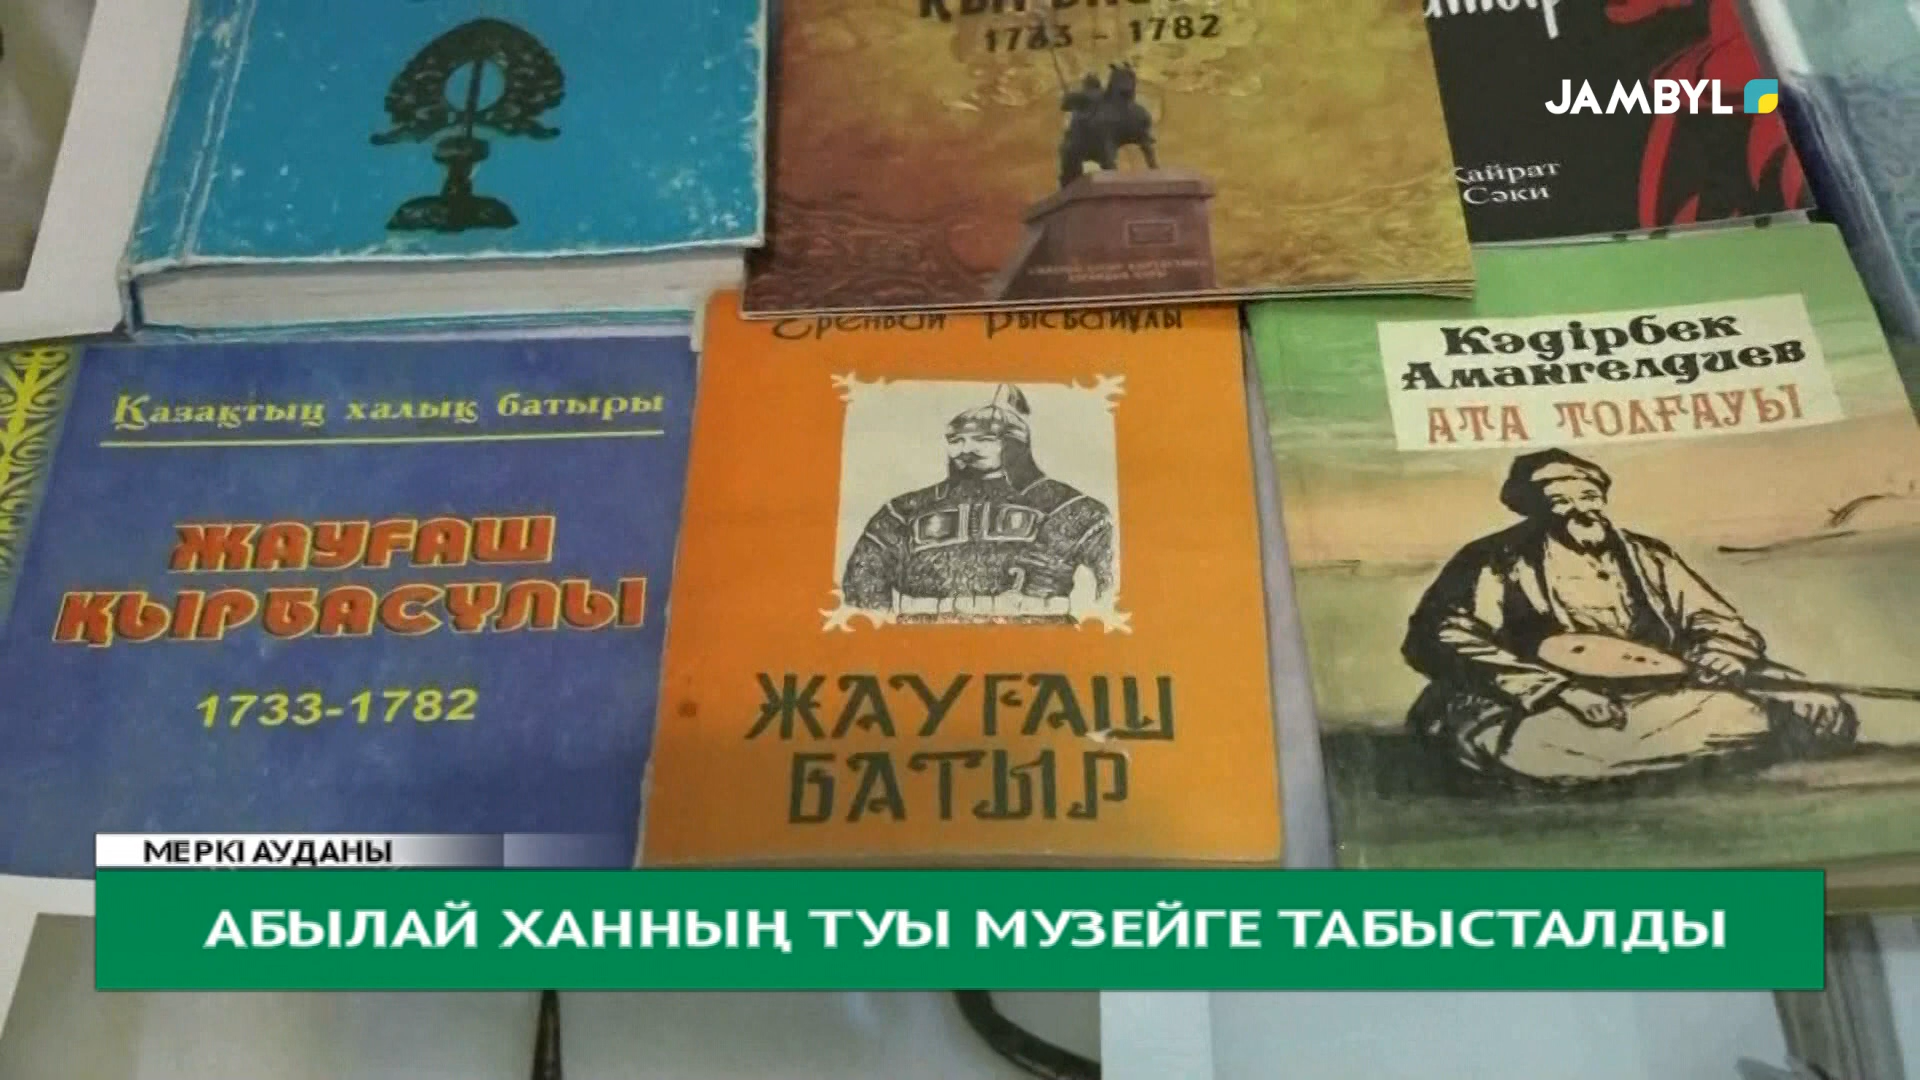 1733 - 1782
JAMBYL
Қайрат
Сәки
Қазақтың халық батыры
ЖАУҒАШ
ҚЫРБАСҰЛЫ
1733-1782
Рысбайұлы
ЖАУҒАШ
БАТЫР
Кәдірбек
Амангелдиев
АТА ТОЛҒАУЫ
МЕРКІ АУДАНЫ
АБЫЛАЙ ХАННЫҢ ТУЫ МУЗЕЙГЕ ТАБЫСТАЛДЫ